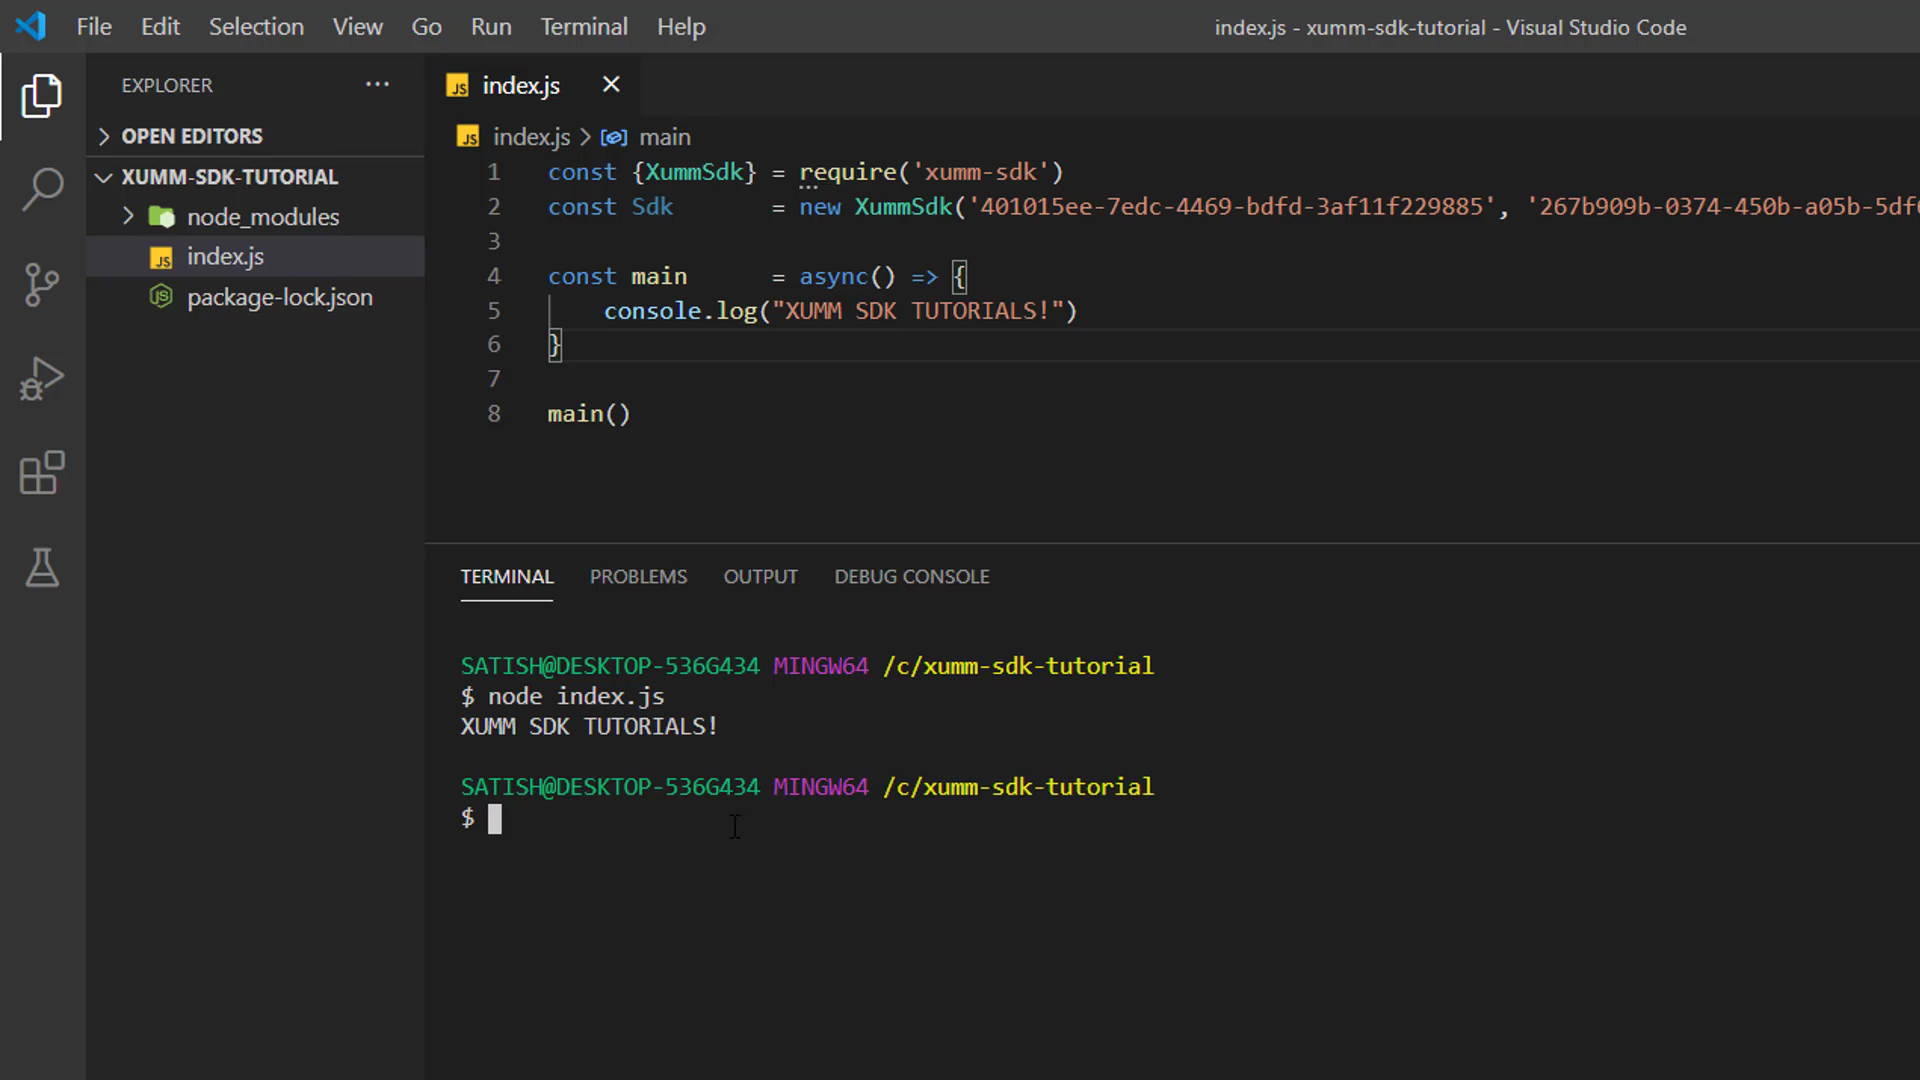 File Edit Selection View Go Run Terminal Help
index.js - xumm-sdk-tutorial - Visual Studio Code
EXPLORER ···
OPEN EDITORS
XUMM-SDK-TUTORIAL
node_modules
JS index.js
JS package-lock.json
JS index.js
JS index.js > main
1 const {XummSdk} = require('xumm-sdk')
2 const Sdk = new XummSdk('401015ee-7edc-4469-bdfd-3af11f229885', '267b909b-0374-450b-a05b-5df
3
4 const main = async() => {
5 console.log("XUMM SDK TUTORIALS!")
6 }
7
8 main()
TERMINAL PROBLEMS OUTPUT DEBUG CONSOLE
SATISH@DESKTOP-536G434 MINGW64 /c/xumm-sdk-tutorial
$ node index.js
XUMM SDK TUTORIALS!
SATISH@DESKTOP-536G434 MINGW64 /c/xumm-sdk-tutorial
$